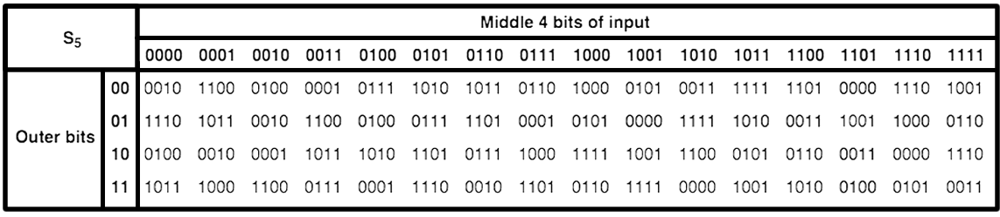 S5
Middle 4 bits of input
0000 0001 0010 0011 0100 0101 0110 0111 1000 1001 1010 1011 1100 1101 1110 1111
Outer bits
00 0010 1100 0100 0001 0111 1010 1011 0110 1000 0101 0011 1111 1101 0000 1110 1001
01 1110 1011 0010 1100 0100 0111 1101 0001 0101 0000 1111 1010 0011 1001 1000 0110
10 0100 0010 0001 1011 1010 1101 0111 1000 1111 1001 1100 0101 0110 0011 0000 1110
11 1011 1000 1100 0111 0001 1110 0010 1101 0110 1111 0000 1001 1010 0100 0101 0011